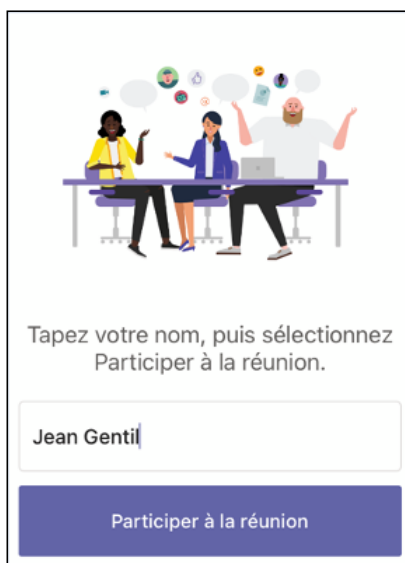 Tapez votre nom, puis sélectionnez
Participer à la réunion.
Jean Gentil
Participer à la réunion